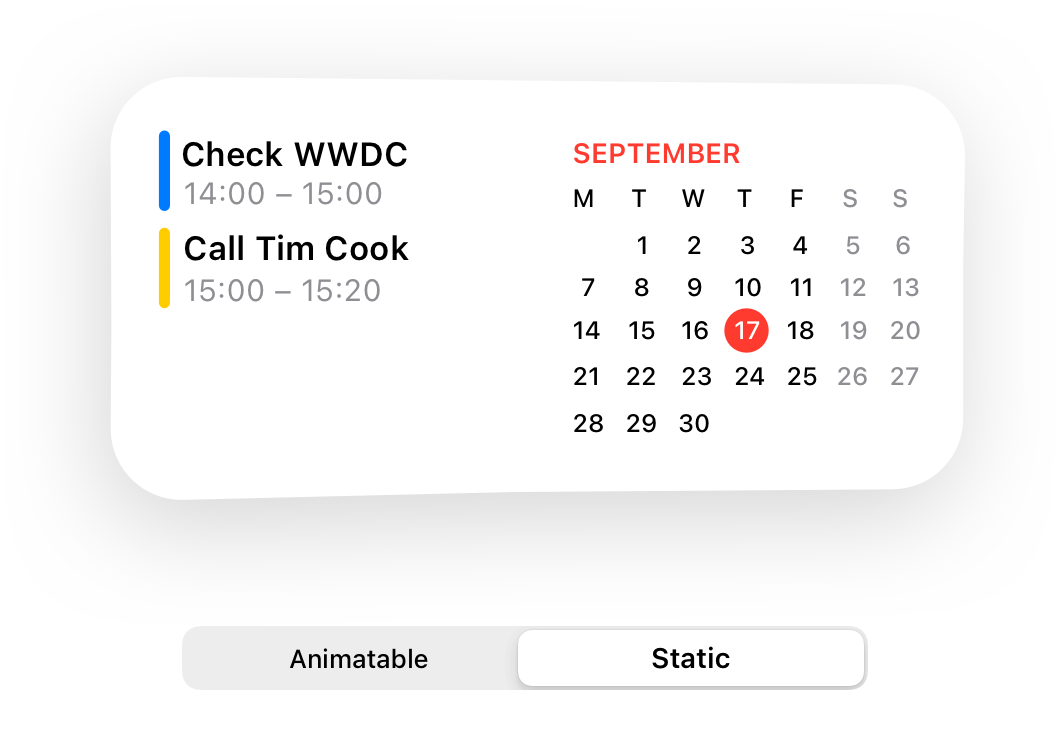 Check WWDC
14:00 – 15:00
Call Tim Cook
15:00 – 15:20
SEPTEMBER
M T W T F S S
1 2 3 4 5 6
7 8 9 10 11 12 13
14 15 16 17 18 19 20
21 22 23 24 25 26 27
28 29 30
Animatable Static